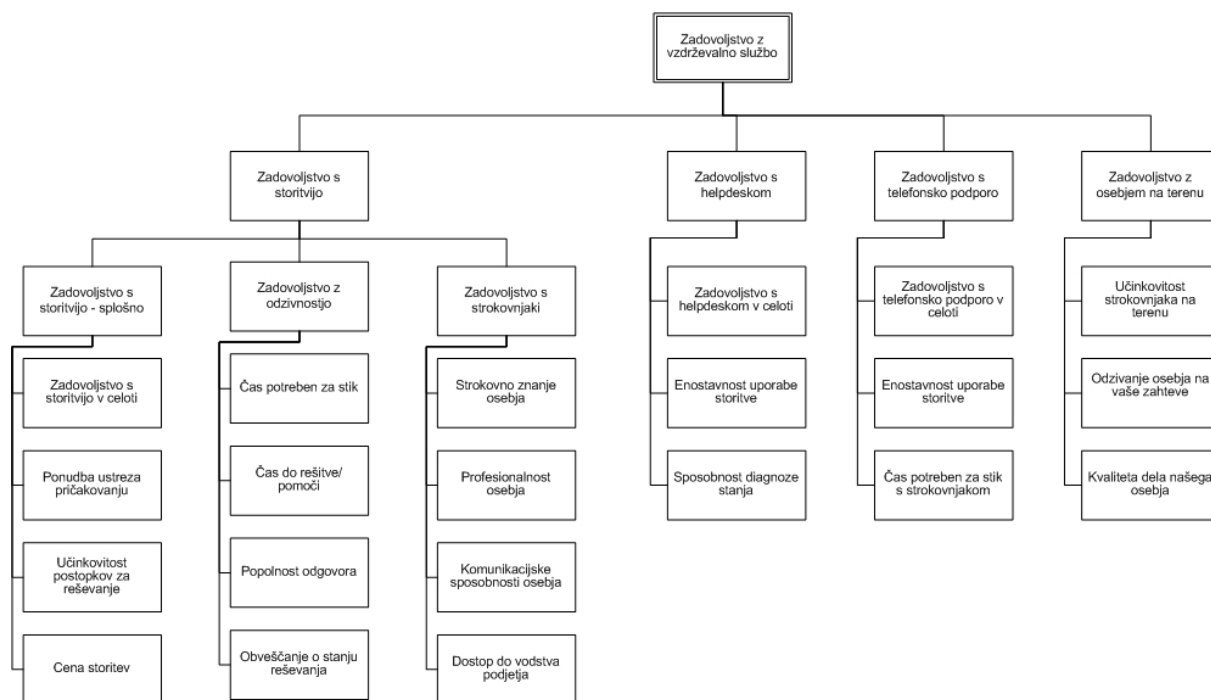 Zadovoljstvo z
vzdrževalno službo
Zadovoljstvo s
storitvijo
Zadovoljstvo s
helpdeskom
Zadovoljstvo s
telefonsko podporo
Zadovoljstvo z
osebjem na terenu
Zadovoljstvo s
storitvijo - splošno
Zadovoljstvo z
odzivnostjo
Zadovoljstvo s
strokovnjaki
Zadovoljstvo s
helpdeskom v celoti
Zadovoljstvo s
telefonsko podporo v
celoti
Učinkovitost
strokovnjaka na
terenu
Zadovoljstvo s
storitvijo v celoti
Čas potreben za stik
Strokovno znanje
osebja
Enostavnost uporabe
storitve
Enostavnost uporabe
storitve
Odzivanje osebja na
vaše zahteve
Ponudba ustreza
pričakovanju
Čas do rešitve/
pomoči
Profesionalnost
osebja
Sposobnost diagnoze
stanja
Čas potreben za stik
s strokovnjakom
Kvaliteta dela našega
osebja
Učinkovitost
postopkov za
reševanje
Popolnost odgovora
Komunikacijske
sposobnosti osebja
Cena storitev
Obveščanje o stanju
reševanja
Dostop do vodstva
podjetja